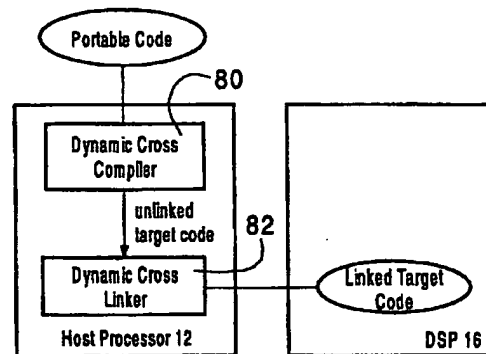 Portable Code
80
Dynamic Cross
Compiler
unlinked
target code
82
Dynamic Cross
Linker
Linked Target
Code
Host Processor 12
DSP 16